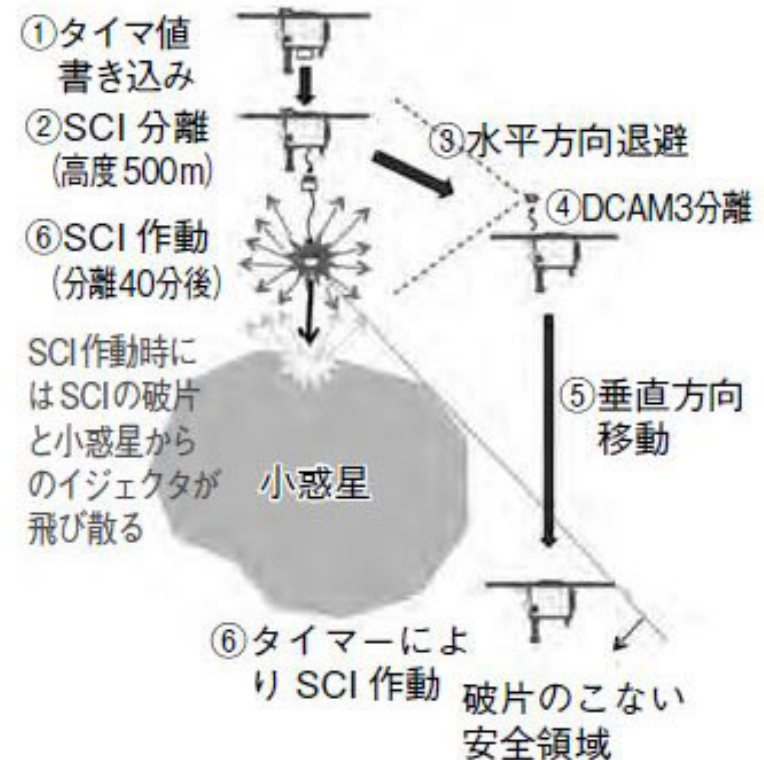 ①タイマ値
書き込み
②SCI 分離
(高度500m)
③水平方向退避
④DCAM3分離
⑥SCI 作動
(分離40分後)
SCI作動時に
はSCIの破片
と小惑星から
のイジェクタが
飛び散る
小惑星
⑤垂直方向
移動
⑥タイマーによ
り SCI 作動
破片のこない
安全領域